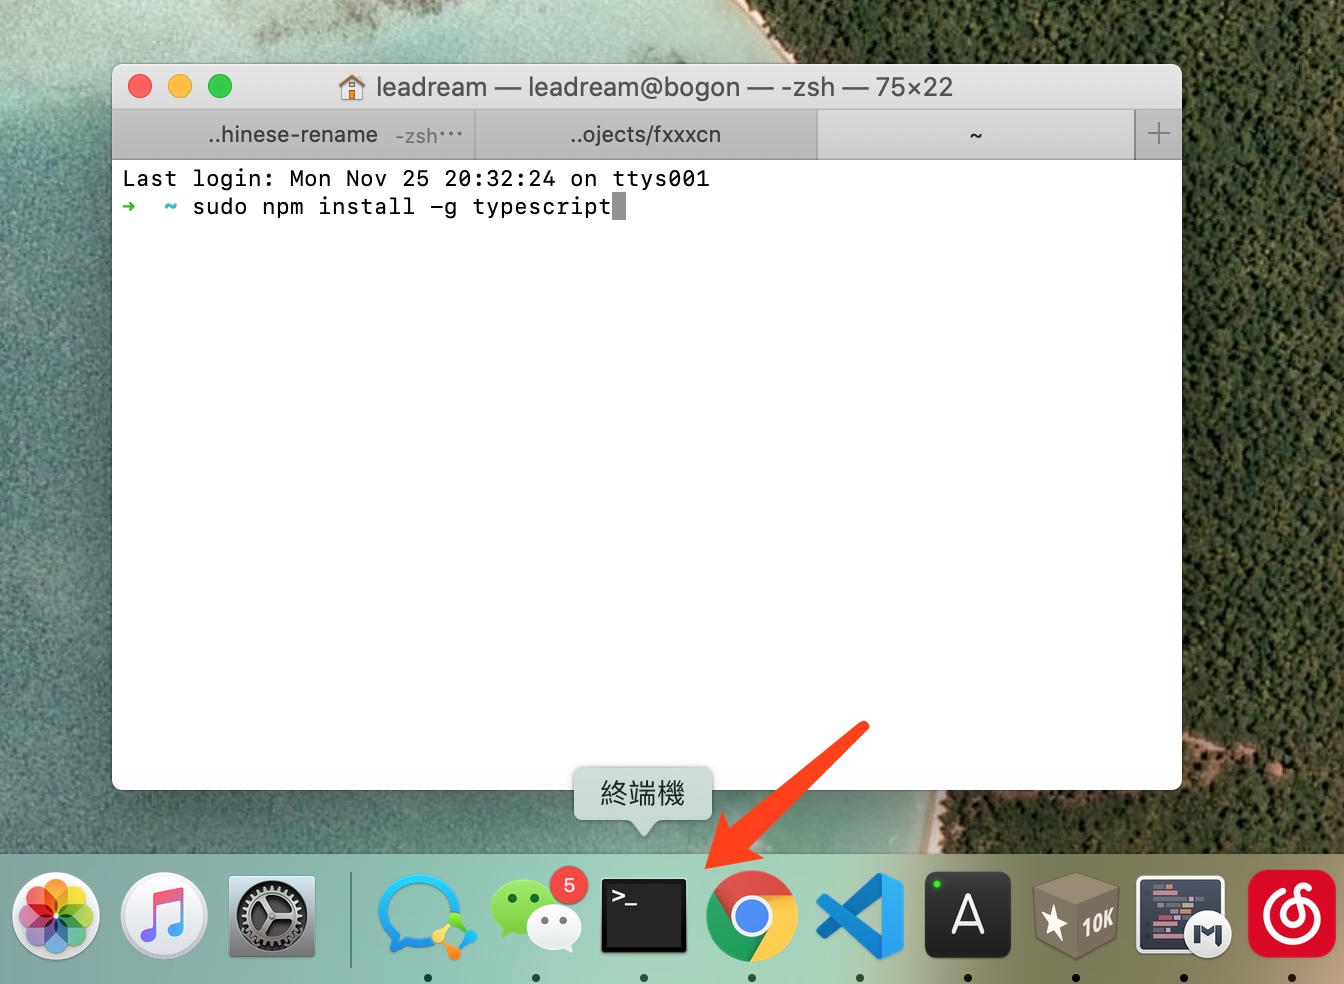 leadream — leadream@bogon — -zsh — 75×22
..hinese-rename -zsh···
..ojects/fxxxcn
~
+
Last login: Mon Nov 25 20:32:24 on ttys001
➜ ~ sudo npm install -g typescript
終端機
5
>_
A
10K
M